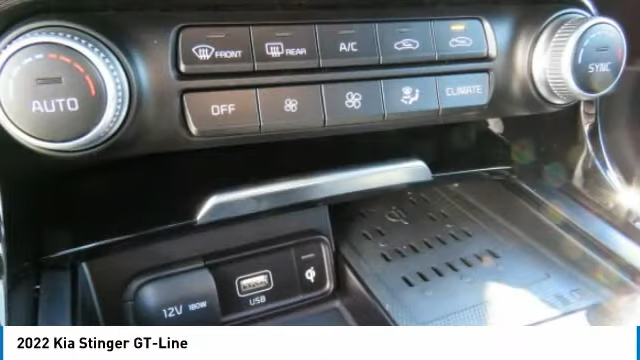 FRONT REAR A/C
AUTO SYNC
OFF CLIMATE
12V 180W USB
2022 Kia Stinger GT-Line